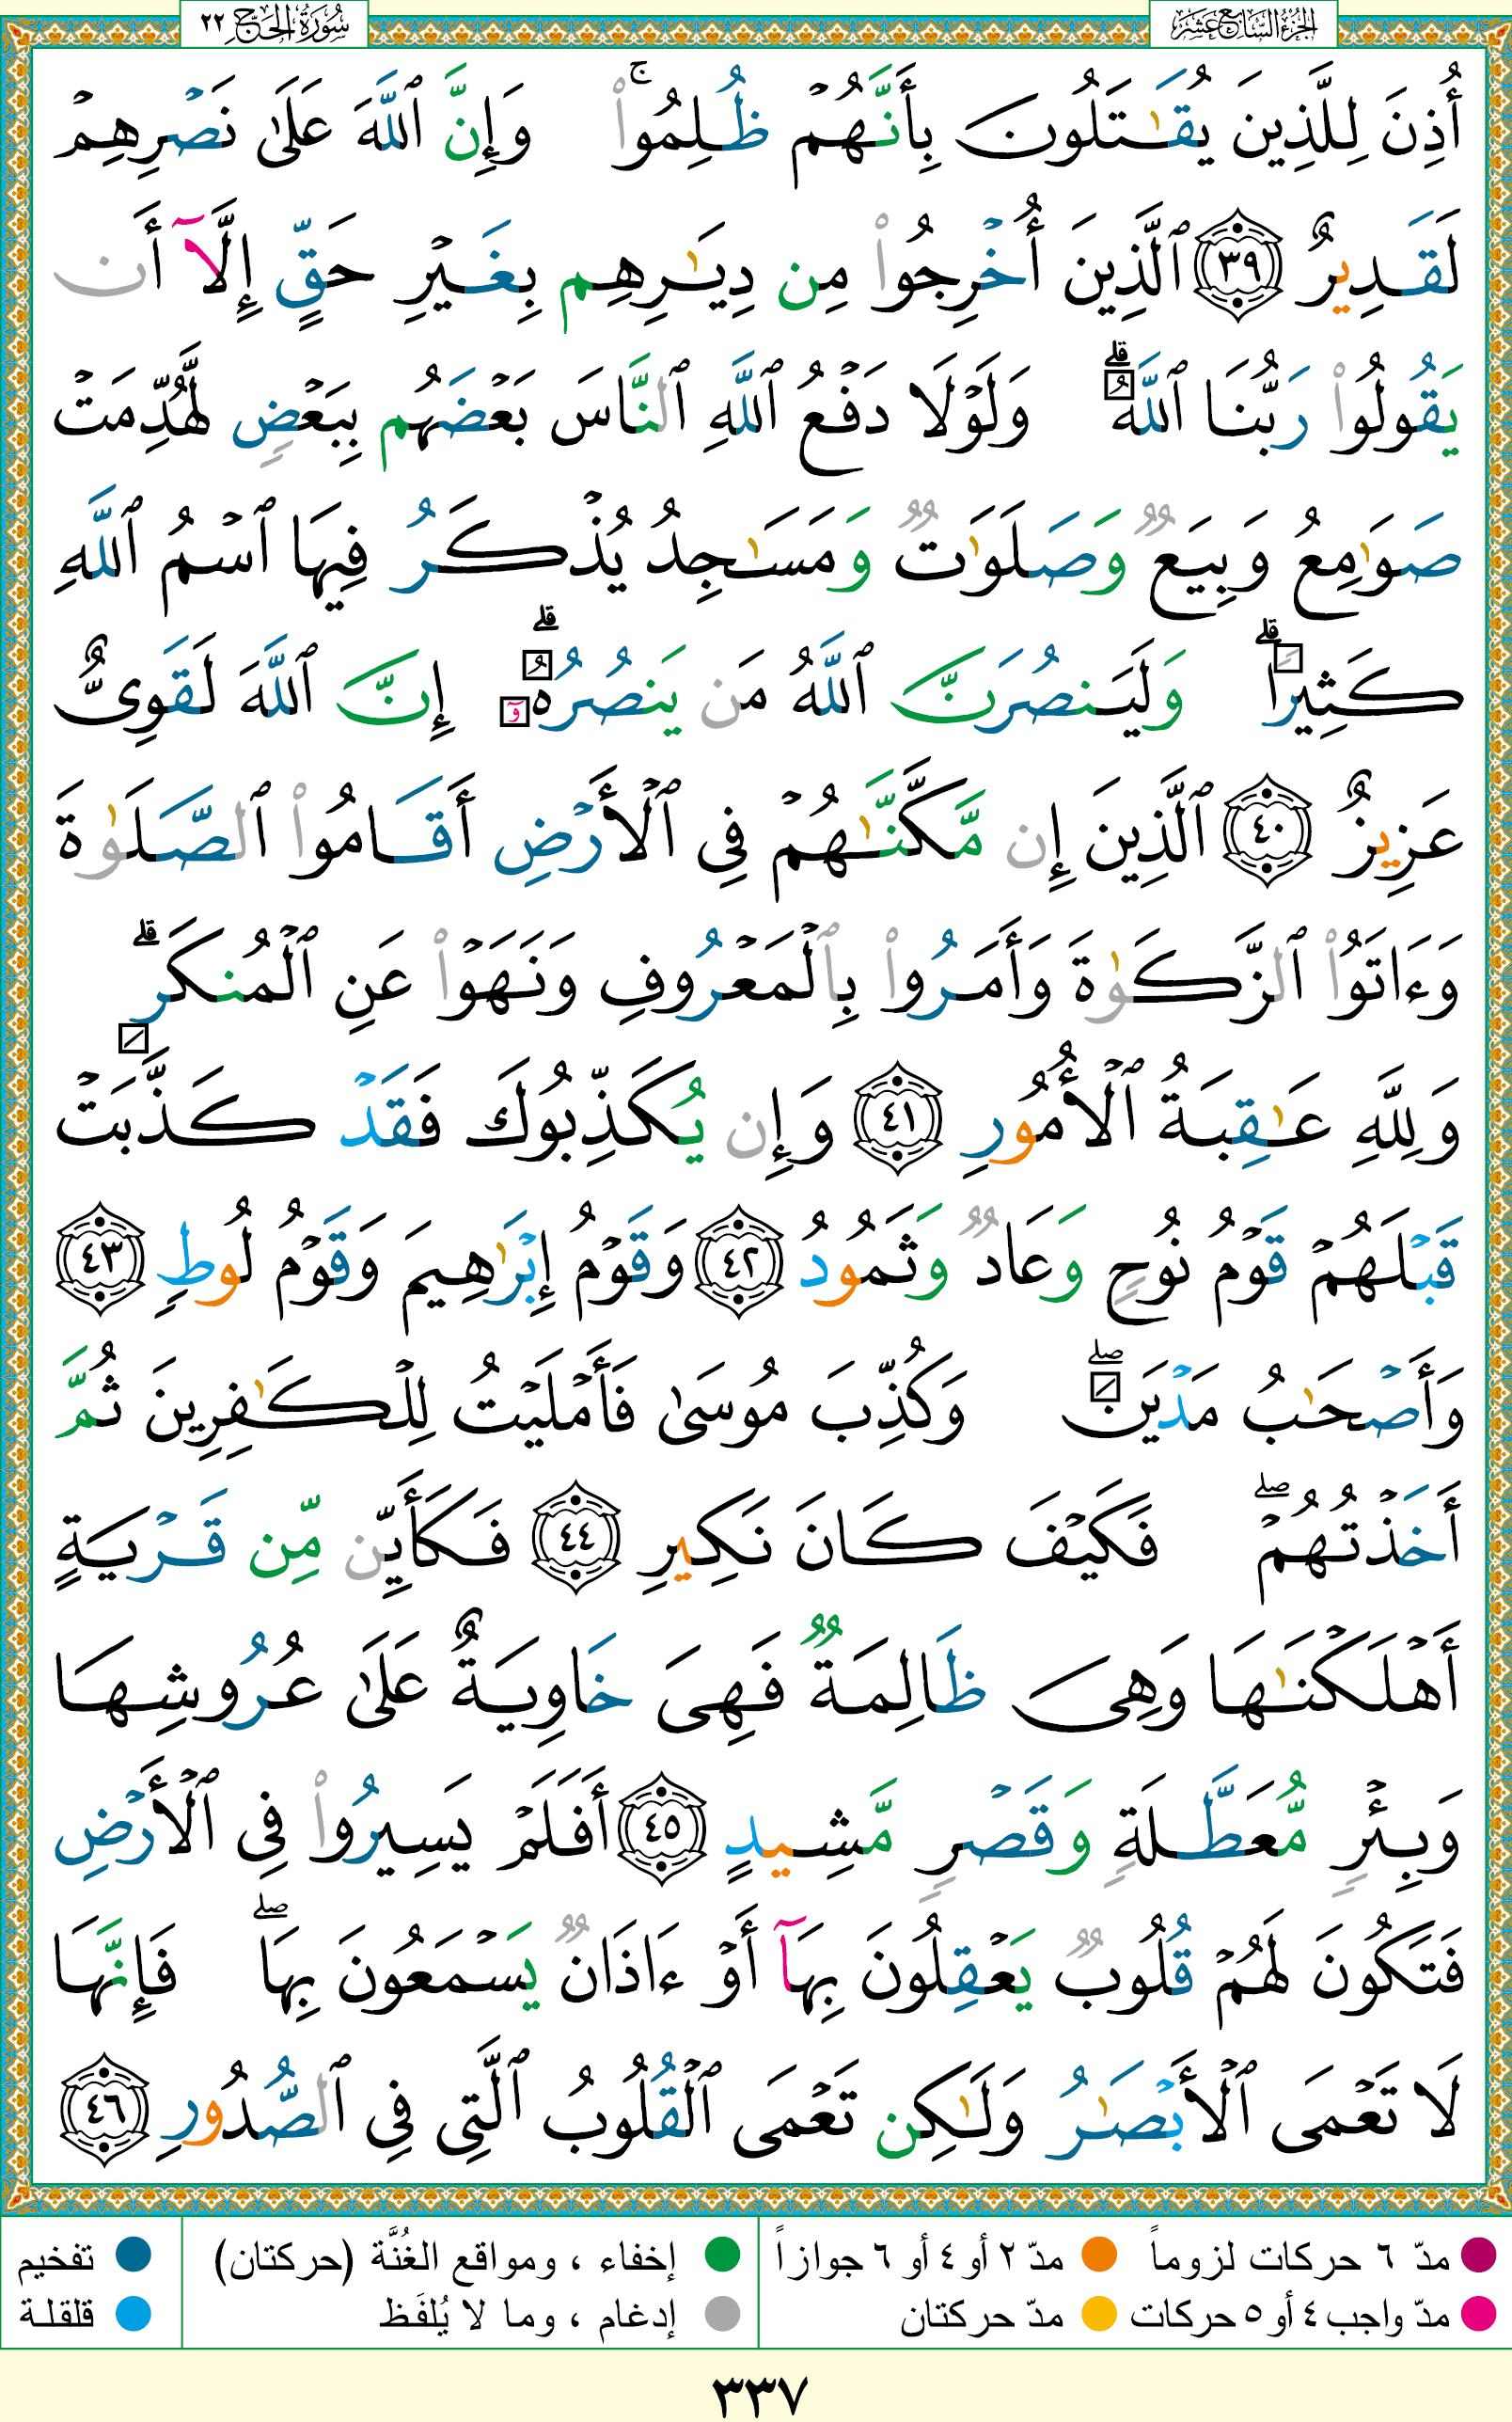 الجزء السابع عشر
سورة الحج ٢٢
أُذِنَ لِلَّذِينَ يُقَٰتَلُونَ بِأَنَّهُمۡ ظُلِمُواْۚ وَإِنَّ ٱللَّهَ عَلَىٰ نَصۡرِهِمۡ
لَقَدِيرٌ ٣٩ ٱلَّذِينَ أُخۡرِجُواْ مِن دِيَٰرِهِم بِغَيۡرِ حَقٍّ إِلَّآ أَن
يَقُولُواْ رَبُّنَا ٱللَّهُۗ وَلَوۡلَا دَفۡعُ ٱللَّهِ ٱلنَّاسَ بَعۡضَهُم بِبَعۡضٖ لَّهُدِّمَتۡ
صَوَٰمِعُ وَبِيَعٞ وَصَلَوَٰتٞ وَمَسَٰجِدُ يُذۡكَرُ فِيهَا ٱسۡمُ ٱللَّهِ
كَثِيرٗاۗ وَلَيَنصُرَنَّ ٱللَّهُ مَن يَنصُرُهُۥٓۗ إِنَّ ٱللَّهَ لَقَوِيٌّ
عَزِيزٌ ٤٠ ٱلَّذِينَ إِن مَّكَّنَّٰهُمۡ فِي ٱلۡأَرۡضِ أَقَامُواْ ٱلصَّلَوٰةَ
وَءَاتَوُاْ ٱلزَّكَوٰةَ وَأَمَرُواْ بِٱلۡمَعۡرُوفِ وَنَهَوۡاْ عَنِ ٱلۡمُنكَرِۗ
وَلِلَّهِ عَٰقِبَةُ ٱلۡأُمُورِ ٤١ وَإِن يُكَذِّبُوكَ فَقَدۡ كَذَّبَتۡ
قَبۡلَهُمۡ قَوۡمُ نُوحٖ وَعَادٞ وَثَمُودُ ٤٢ وَقَوۡمُ إِبۡرَٰهِيمَ وَقَوۡمُ لُوطٖ ٤٣
وَأَصۡحَٰبُ مَدۡيَنَۖ وَكُذِّبَ مُوسَىٰ فَأَمۡلَيۡتُ لِلۡكَٰفِرِينَ ثُمَّ
أَخَذۡتُهُمۡۖ فَكَيۡفَ كَانَ نَكِيرِ ٤٤ فَكَأَيِّن مِّن قَرۡيَةٍ
أَهۡلَكۡنَٰهَا وَهِيَ ظَالِمَةٞ فَهِيَ خَاوِيَةٌ عَلَىٰ عُرُوشِهَا
وَبِئۡرٖ مُّعَطَّلَةٖ وَقَصۡرٖ مَّشِيدٍ ٤٥ أَفَلَمۡ يَسِيرُواْ فِي ٱلۡأَرۡضِ
فَتَكُونَ لَهُمۡ قُلُوبٞ يَعۡقِلُونَ بِهَآ أَوۡ ءَاذَانٞ يَسۡمَعُونَ بِهَاۖ فَإِنَّهَا
لَا تَعۡمَى ٱلۡأَبۡصَٰرُ وَلَٰكِن تَعۡمَى ٱلۡقُلُوبُ ٱلَّتِي فِي ٱلصُّدُورِ ٤٦
مدّ ٦ حركات لزوماً
مدّ ٢ أو ٤ أو ٦ جوازاً
إخفاء ، ومواقع الغُنَّة (حركتان)
تفخيم
مدّ واجب ٤ أو ٥ حركات
مدّ حركتان
إدغام ، وما لا يُلفَظ
قلقلة
٣٣٧